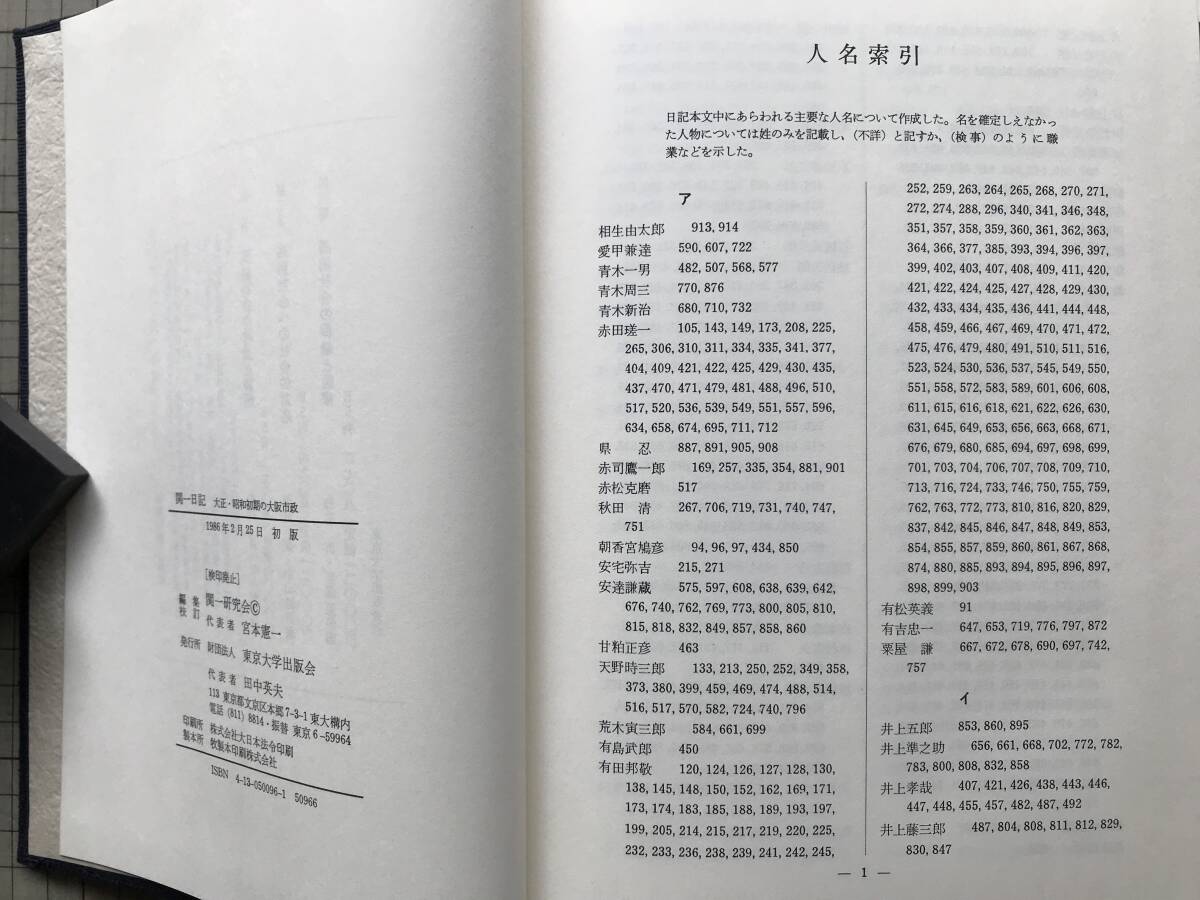 関一日記 大正・昭和初期の大阪市政
1986年2月25日 初版
[検印廃止]
編集
校訂 関一研究会©
代表者 宮本憲一
発行所 財団法人 東京大学出版会
代表者 田中英夫
113 東京都文京区本郷7-3-1 東大構内
電話(811)8814・振替 東京6-59964
印刷所 株式会社大日本法令印刷
製本所 牧製本印刷株式会社
ISBN 4-13-050096-1 50966
人名索引
日記本文中にあらわれる主要な人名について作成した。名を確定しえなかっ
た人物については姓のみを記載し、(不詳)と記すか、(検事)のように職
業などを示した。
ア
相生由太郎 913, 914
愛甲兼達 590, 607, 722
青木一男 482, 507, 568, 577
青木周三 770, 876
青木新治 680, 710, 732
赤田瑳一 105, 143, 149, 173, 208, 225,
265, 306, 310, 311, 334, 335, 341, 377,
404, 409, 421, 422, 425, 429, 430, 435,
437, 470, 471, 479, 481, 488, 496, 510,
517, 520, 536, 539, 549, 551, 557, 596,
634, 658, 674, 695, 711, 712
県 忍 887, 891, 905, 908
赤司鷹一郎 169, 257, 335, 354, 881, 901
赤松克磨 517
秋田 清 267, 706, 719, 731, 740, 747,
751
朝香宮鳩彦 94, 96, 97, 434, 850
安宅弥吉 215, 271
安達謙蔵 575, 597, 608, 638, 639, 642,
676, 740, 762, 769, 773, 800, 805, 810,
815, 818, 832, 849, 857, 858, 860
甘粕正彦 463
天野時三郎 133, 213, 250, 252, 349, 358,
373, 380, 399, 459, 469, 474, 488, 514,
516, 517, 570, 582, 724, 740, 796
荒木寅三郎 584, 661, 699
有島武郎 450
有田邦敬 120, 124, 126, 127, 128, 130,
138, 145, 148, 150, 152, 162, 169, 171,
173, 174, 183, 185, 188, 189, 193, 197,
199, 205, 214, 215, 217, 219, 220, 225,
232, 233, 236, 238, 239, 241, 242, 245,
252, 259, 263, 264, 265, 268, 270, 271,
272, 274, 288, 296, 340, 341, 346, 348,
351, 357, 358, 359, 360, 361, 362, 363,
364, 366, 377, 385, 393, 394, 396, 397,
399, 402, 403, 407, 408, 409, 411, 420,
421, 422, 424, 425, 427, 428, 429, 430,
432, 433, 434, 435, 436, 441, 444, 448,
458, 459, 466, 467, 469, 470, 471, 472,
475, 476, 479, 480, 491, 510, 511, 516,
523, 524, 530, 536, 537, 545, 549, 550,
551, 558, 572, 583, 589, 601, 606, 608,
611, 615, 616, 618, 621, 622, 626, 630,
631, 645, 649, 653, 656, 663, 668, 671,
676, 679, 680, 685, 694, 697, 698, 699,
701, 703, 704, 706, 707, 708, 709, 710,
713, 716, 724, 733, 746, 750, 755, 759,
762, 763, 772, 773, 810, 816, 820, 829,
837, 842, 845, 846, 847, 848, 849, 853,
854, 855, 857, 859, 860, 861, 867, 868,
874, 880, 885, 893, 894, 895, 896, 897,
898, 899, 903
有松英義 91
有吉忠一 647, 653, 719, 776, 797, 872
粟屋 謙 667, 672, 678, 690, 697, 742,
757
イ
井上五郎 853, 860, 895
井上準之助 656, 661, 668, 702, 772, 782,
783, 800, 808, 832, 858
井上孝哉 407, 421, 426, 438, 443, 446,
447, 448, 455, 457, 482, 487, 492
井上藤三郎 487, 804, 808, 811, 812, 829,
830, 847
— 1 —